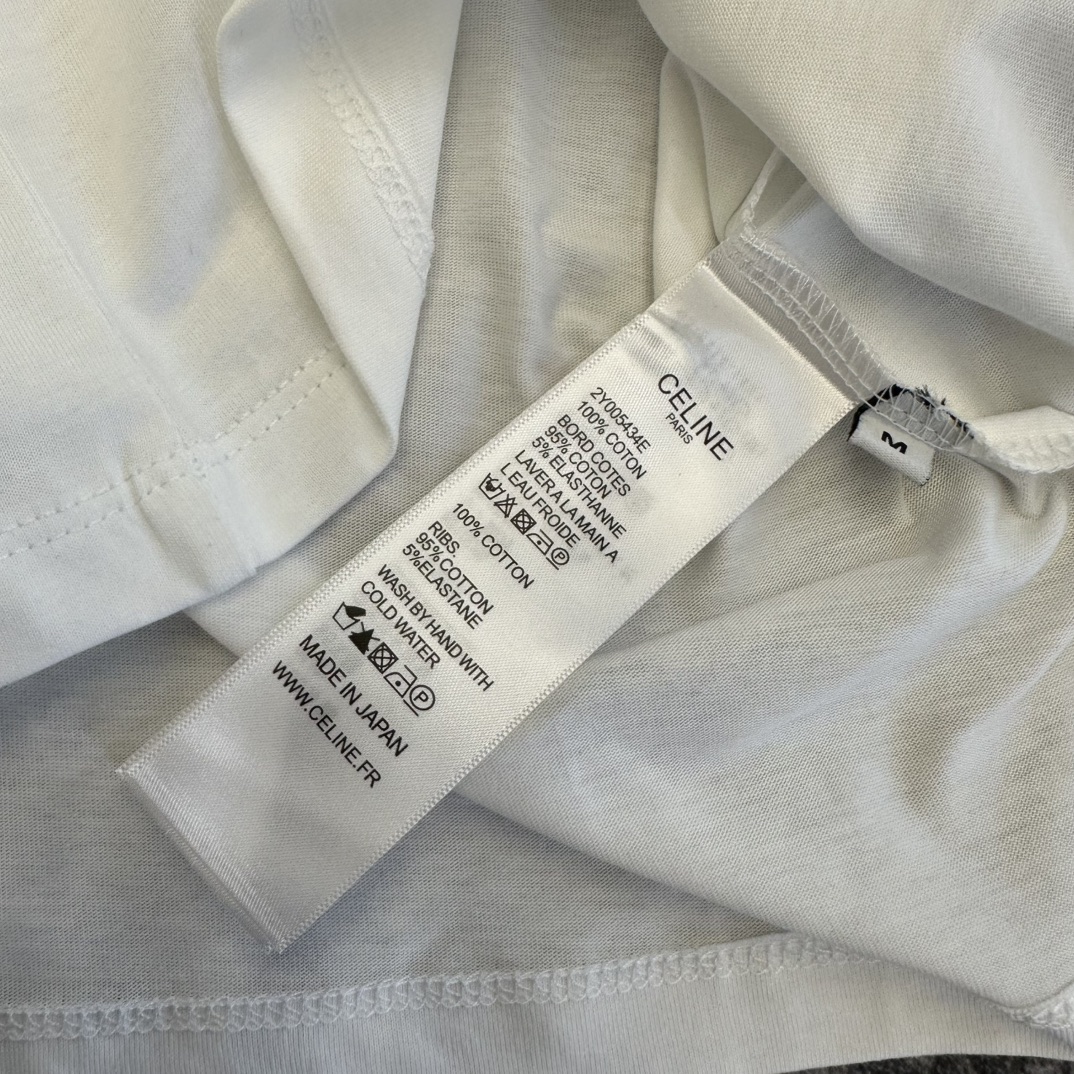 CELINE
PARIS
2Y005434E
100% COTON
BORD COTES
95% COTON
5% ELASTHANNE
LAVER A LA MAIN A
L EAU FROIDE
P
100% COTTON
RIBS.
95% COTTON
5%ELASTANE
WASH BY HAND WITH
COLD WATER
P
MADE IN JAPAN
WWW.CELINE.FR
M